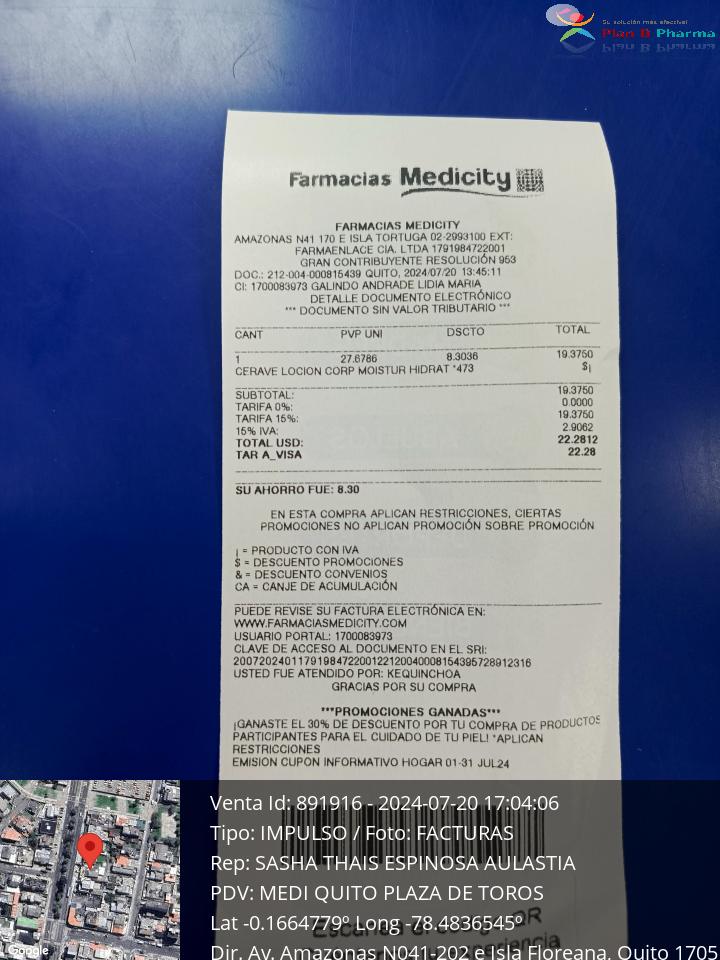 Su solución más efectiva!
Plan B Pharma
Farmacias Medicity
FARMACIAS MEDICITY
AMAZONAS N41 170 E ISLA TORTUGA 02-2993100 EXT:
FARMAENLACE CIA. LTDA 1791984722001
GRAN CONTRIBUYENTE RESOLUCIÓN 953
DOC.: 212-004-000815439 QUITO, 2024/07/20 13:45:11
CI: 1700083973 GALINDO ANDRADE LIDIA MARIA
DETALLE DOCUMENTO ELECTRÓNICO
*** DOCUMENTO SIN VALOR TRIBUTARIO ***
CANT PVP UNI DSCTO TOTAL
1 27.6786 8.3036 19.3750
CERAVE LOCION CORP MOISTUR HIDRAT *473 $¡
SUBTOTAL: 19.3750
TARIFA 0%: 0.0000
TARIFA 15%: 19.3750
15% IVA: 2.9062
TOTAL USD: 22.2812
TAR A_VISA 22.28
SU AHORRO FUE: 8.30
EN ESTA COMPRA APLICAN RESTRICCIONES, CIERTAS
PROMOCIONES NO APLICAN PROMOCIÓN SOBRE PROMOCIÓN
¡ = PRODUCTO CON IVA
$ = DESCUENTO PROMOCIONES
& = DESCUENTO CONVENIOS
CA = CANJE DE ACUMULACIÓN
PUEDE REVISE SU FACTURA ELECTRÓNICA EN:
WWW.FARMACIASMEDICITY.COM
USUARIO PORTAL: 1700083973
CLAVE DE ACCESO AL DOCUMENTO EN EL SRI:
2007202401179198472200122120040008154395728912316
USTED FUE ATENDIDO POR: KEQUINCHOA
GRACIAS POR SU COMPRA
***PROMOCIONES GANADAS***
¡GANASTE EL 30% DE DESCUENTO POR TU COMPRA DE PRODUCTOS
PARTICIPANTES PARA EL CUIDADO DE TU PIEL! *APLICAN
RESTRICCIONES
EMISION CUPON INFORMATIVO HOGAR 01-31 JUL24
Venta Id: 891916 - 2024-07-20 17:04:06
Tipo: IMPULSO / Foto: FACTURAS
Rep: SASHA THAIS ESPINOSA AULASTIA
PDV: MEDI QUITO PLAZA DE TOROS
Lat -0.1664779º Long -78.4836545º
Dir. Av. Amazonas N041-202 e Isla Floreana, Quito 1705
Google